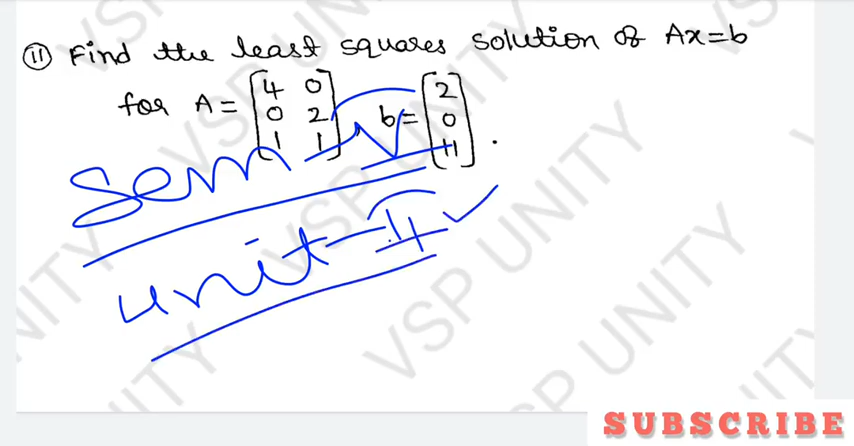 (11) Find the least squares solution of Ax=b
for A = [4 0; 0 2; 1 1] b = [2; 0; 11].
Sem - V
unit - II
VSP UNITY
SUBSCRIBE